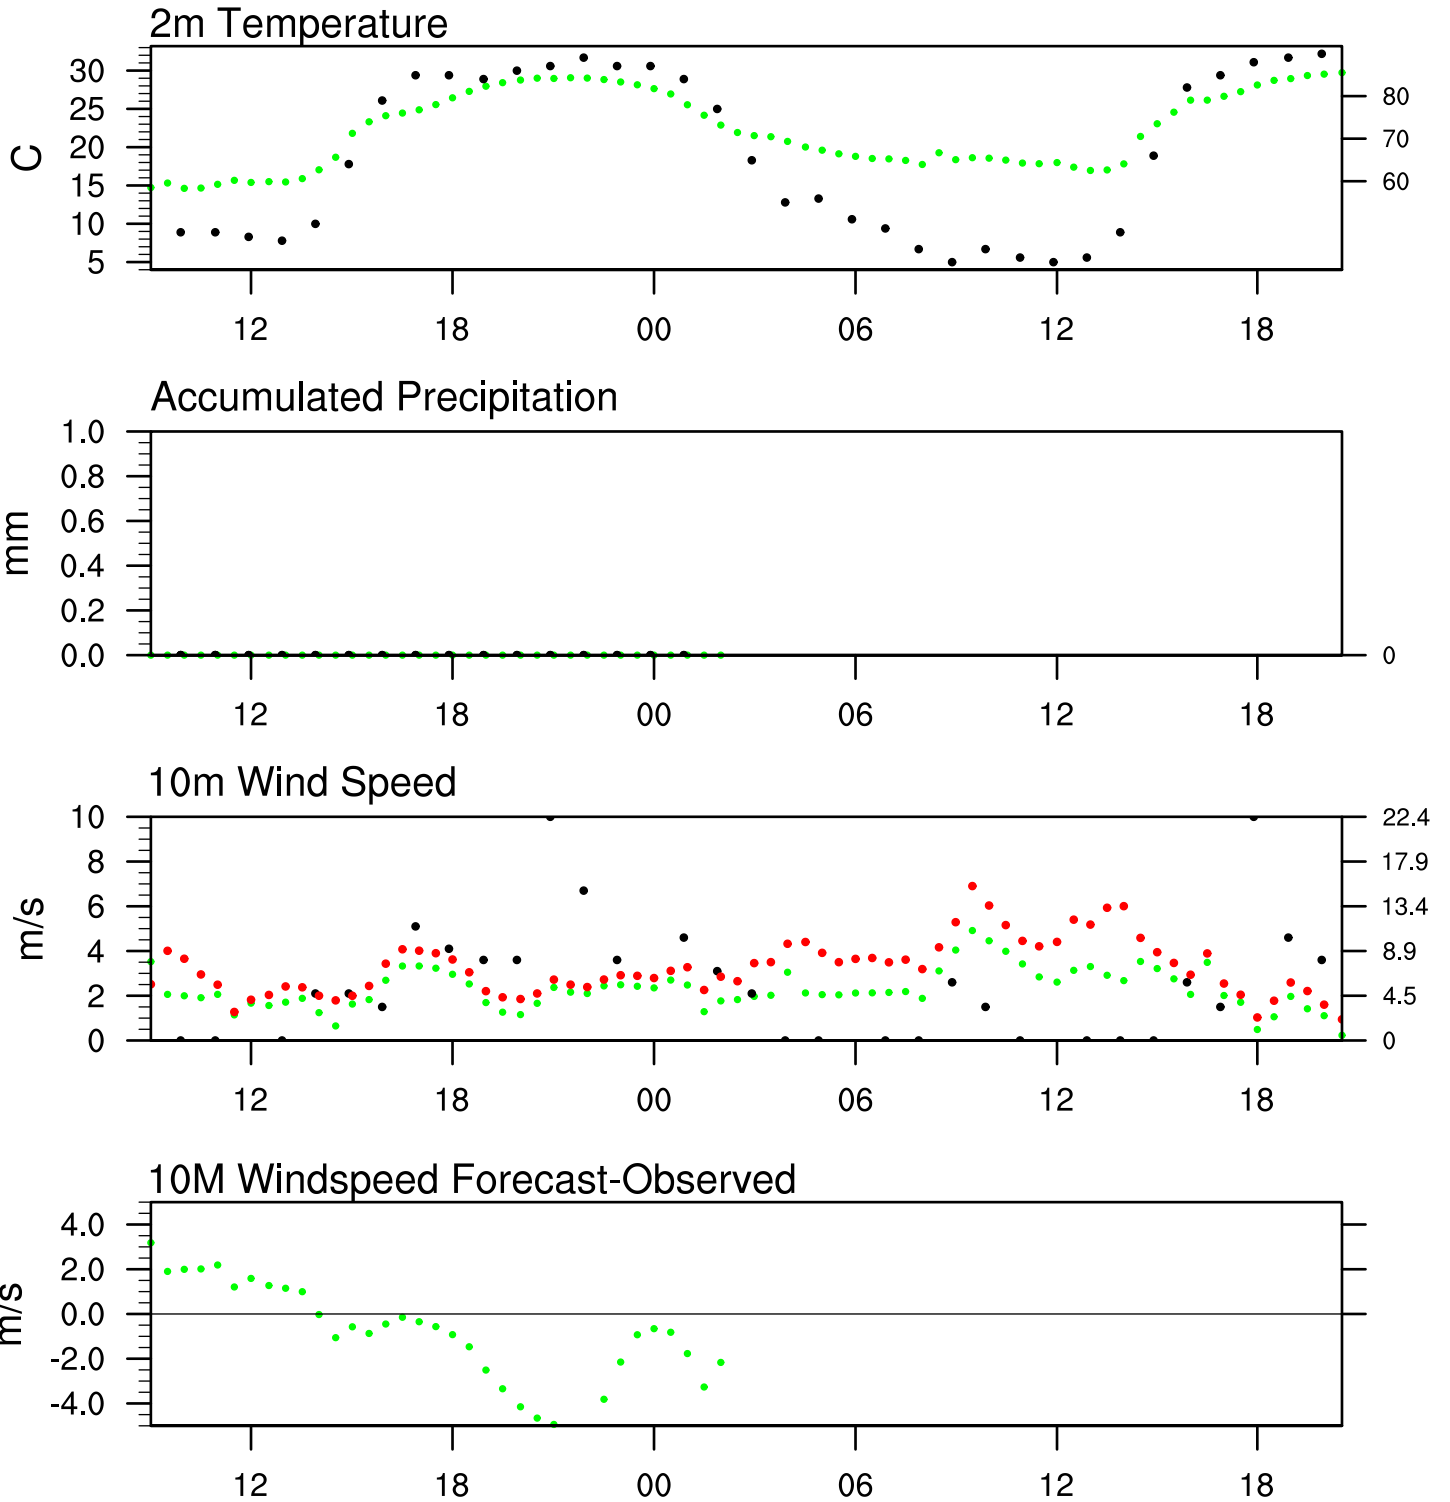 2m Temperature
30
25
20
15
10
5
C
80
70
60
12 18 00 06 12 18
Accumulated Precipitation
1.0
0.8
0.6
0.4
0.2
0.0
mm
0
12 18 00 06 12 18
10m Wind Speed
10
8
6
4
2
0
m/s
22.4
17.9
13.4
8.9
4.5
0
12 18 00 06 12 18
10M Windspeed Forecast-Observed
4.0
2.0
0.0
-2.0
-4.0
m/s
12 18 00 06 12 18